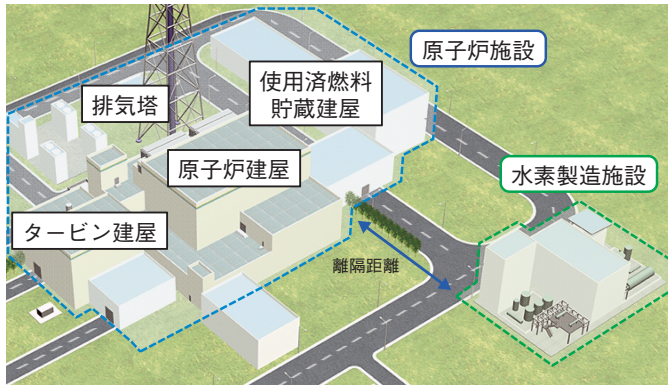 原子炉施設
使用済燃料
貯蔵建屋
排気塔
原子炉建屋
水素製造施設
タービン建屋
離隔距離